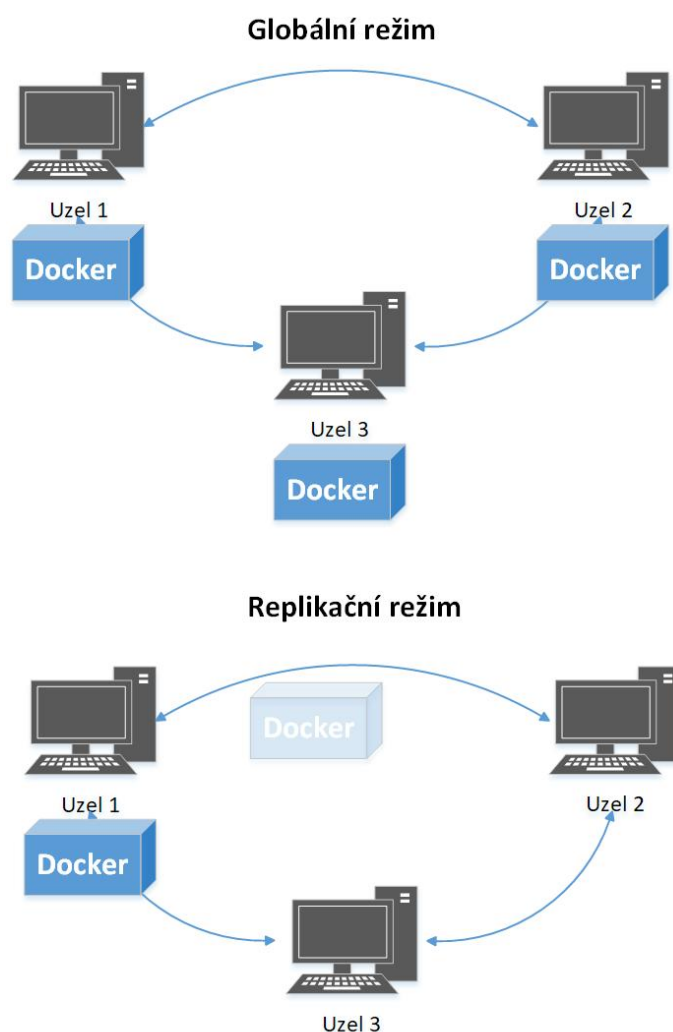 Globální režim
Uzel 1
Uzel 2
Docker
Docker
Uzel 3
Docker
Replikační režim
Docker
Uzel 1
Uzel 2
Docker
Uzel 3